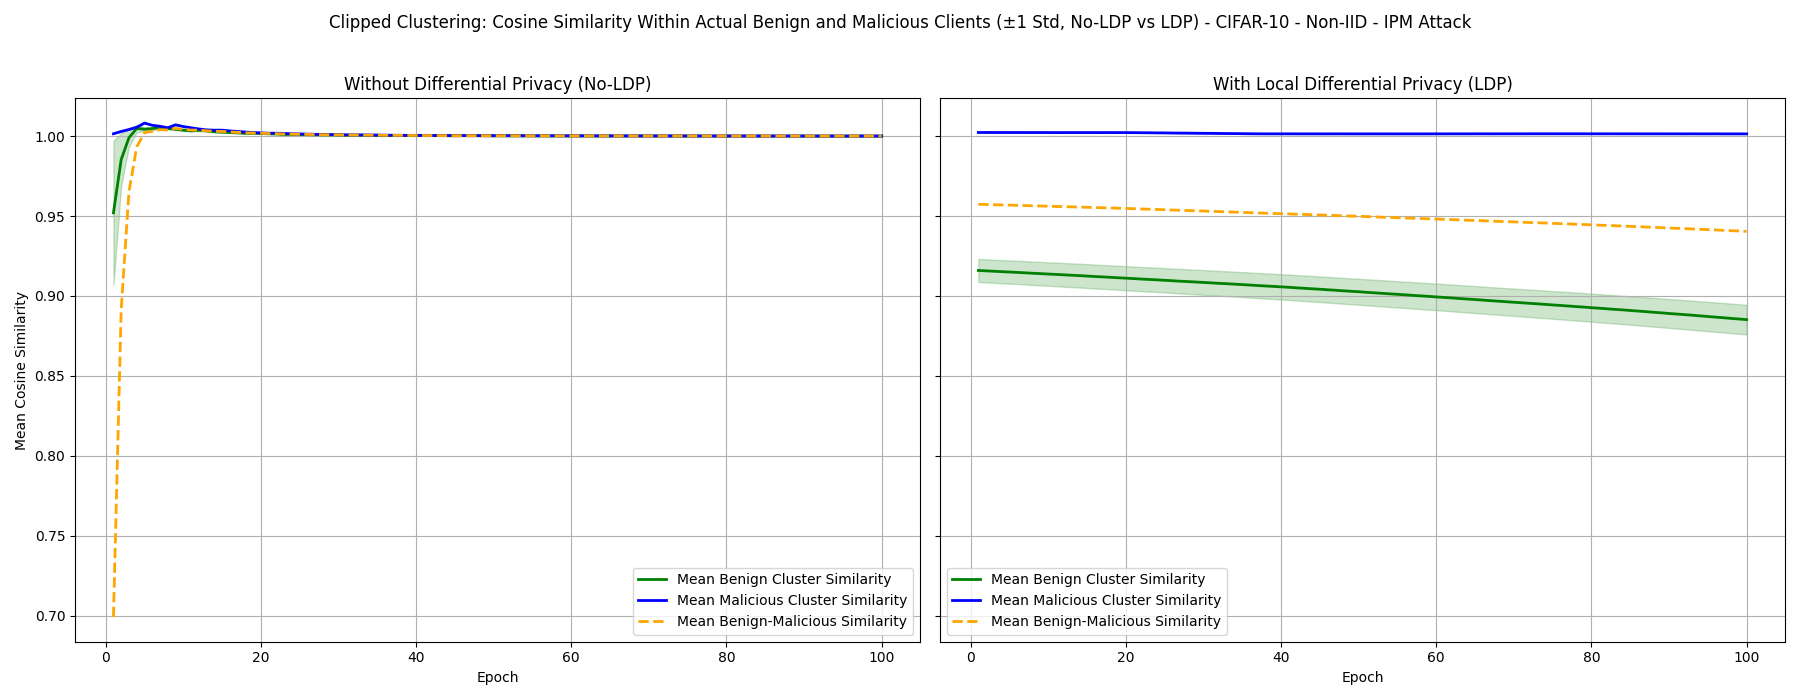 Clipped Clustering: Cosine Similarity Within Actual Benign and Malicious Clients (±1 Std, No-LDP vs LDP) - CIFAR-10 - Non-IID - IPM Attack
Without Differential Privacy (No-LDP)
Mean Cosine Similarity
1.00
0.95
0.90
0.85
0.80
0.75
0.70
Mean Benign Cluster Similarity
Mean Malicious Cluster Similarity
Mean Benign-Malicious Similarity
0
20
40
60
80
100
Epoch
With Local Differential Privacy (LDP)
Mean Benign Cluster Similarity
Mean Malicious Cluster Similarity
Mean Benign-Malicious Similarity
0
20
40
60
80
100
Epoch